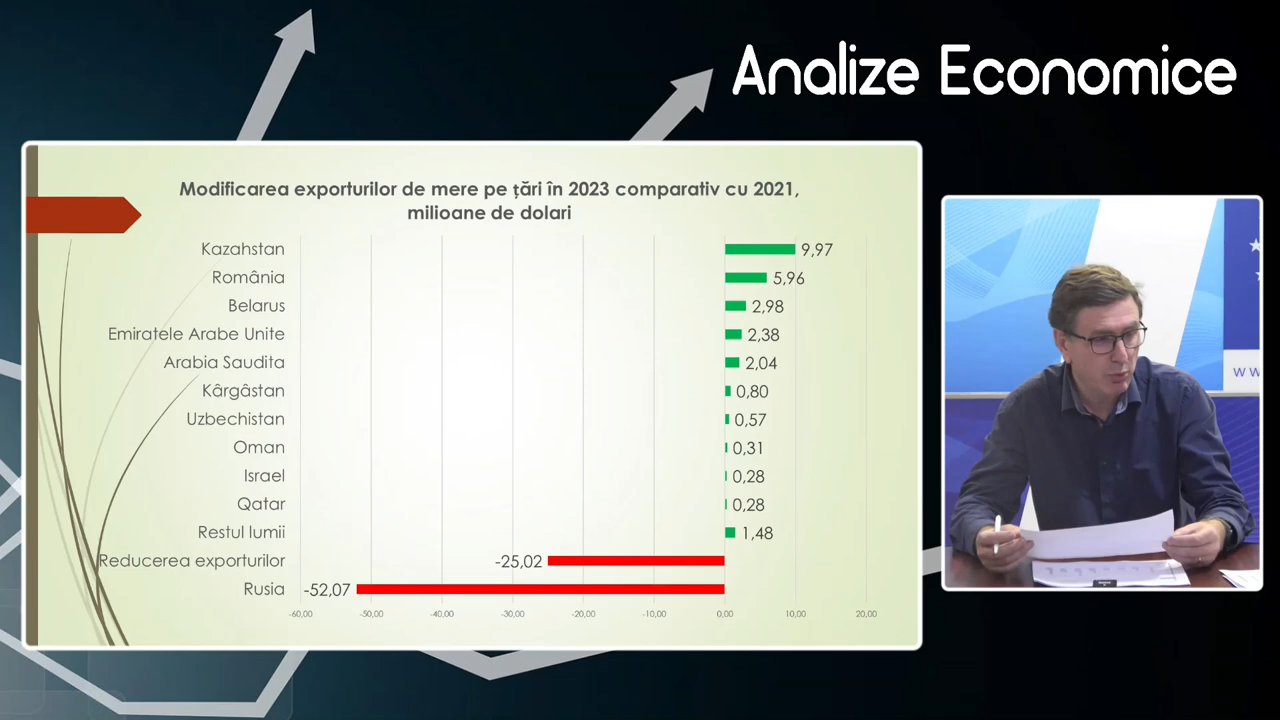 Analize Economice
Modificarea exporturilor de mere pe țări în 2023 comparativ cu 2021,
milioane de dolari
Kazahstan 9,97
România 5,96
Belarus 2,98
Emiratele Arabe Unite 2,38
Arabia Saudita 2,04
Kârgâstan 0,80
Uzbechistan 0,57
Oman 0,31
Israel 0,28
Qatar 0,28
Restul lumii 1,48
Reducerea exporturilor -25,02
Rusia -52,07
-60,00 -50,00 -40,00 -30,00 -20,00 -10,00 0,00 10,00 20,00